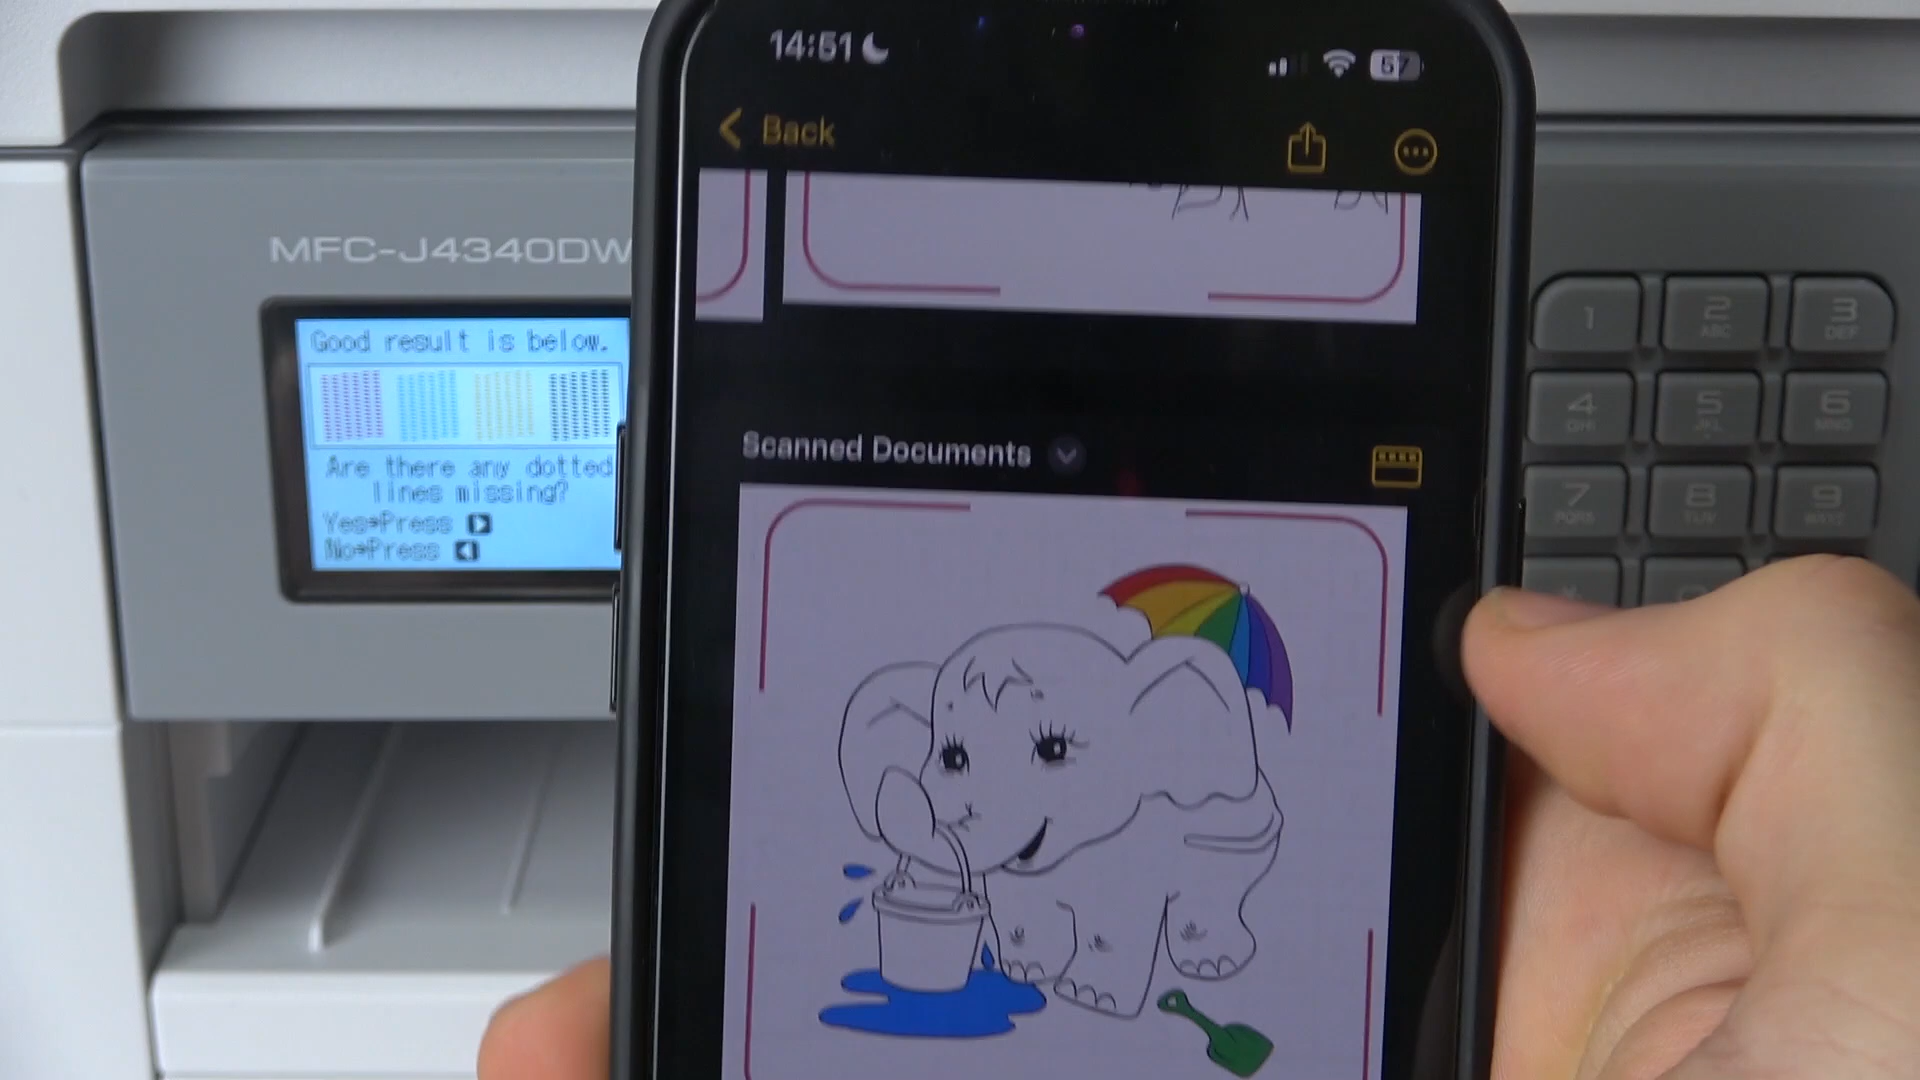 14:51
57
Back
MFC-J4340DW
Good result is below.
Are there any dotted
lines missing?
Yes⇒Press
No⇒Press
Scanned Documents
1
2
ABC
3
DEF
4
GHI
5
JKL
6
MNO
7
PQRS
8
TUV
9
WXYZ